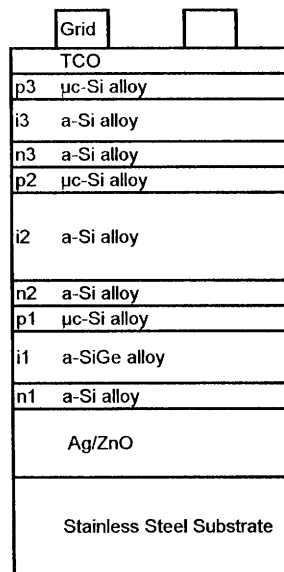 Grid
TCO
p3 µc-Si alloy
i3 a-Si alloy
n3 a-Si alloy
p2 µc-Si alloy
i2 a-Si alloy
n2 a-Si alloy
p1 µc-Si alloy
i1 a-SiGe alloy
n1 a-Si alloy
Ag/ZnO
Stainless Steel Substrate